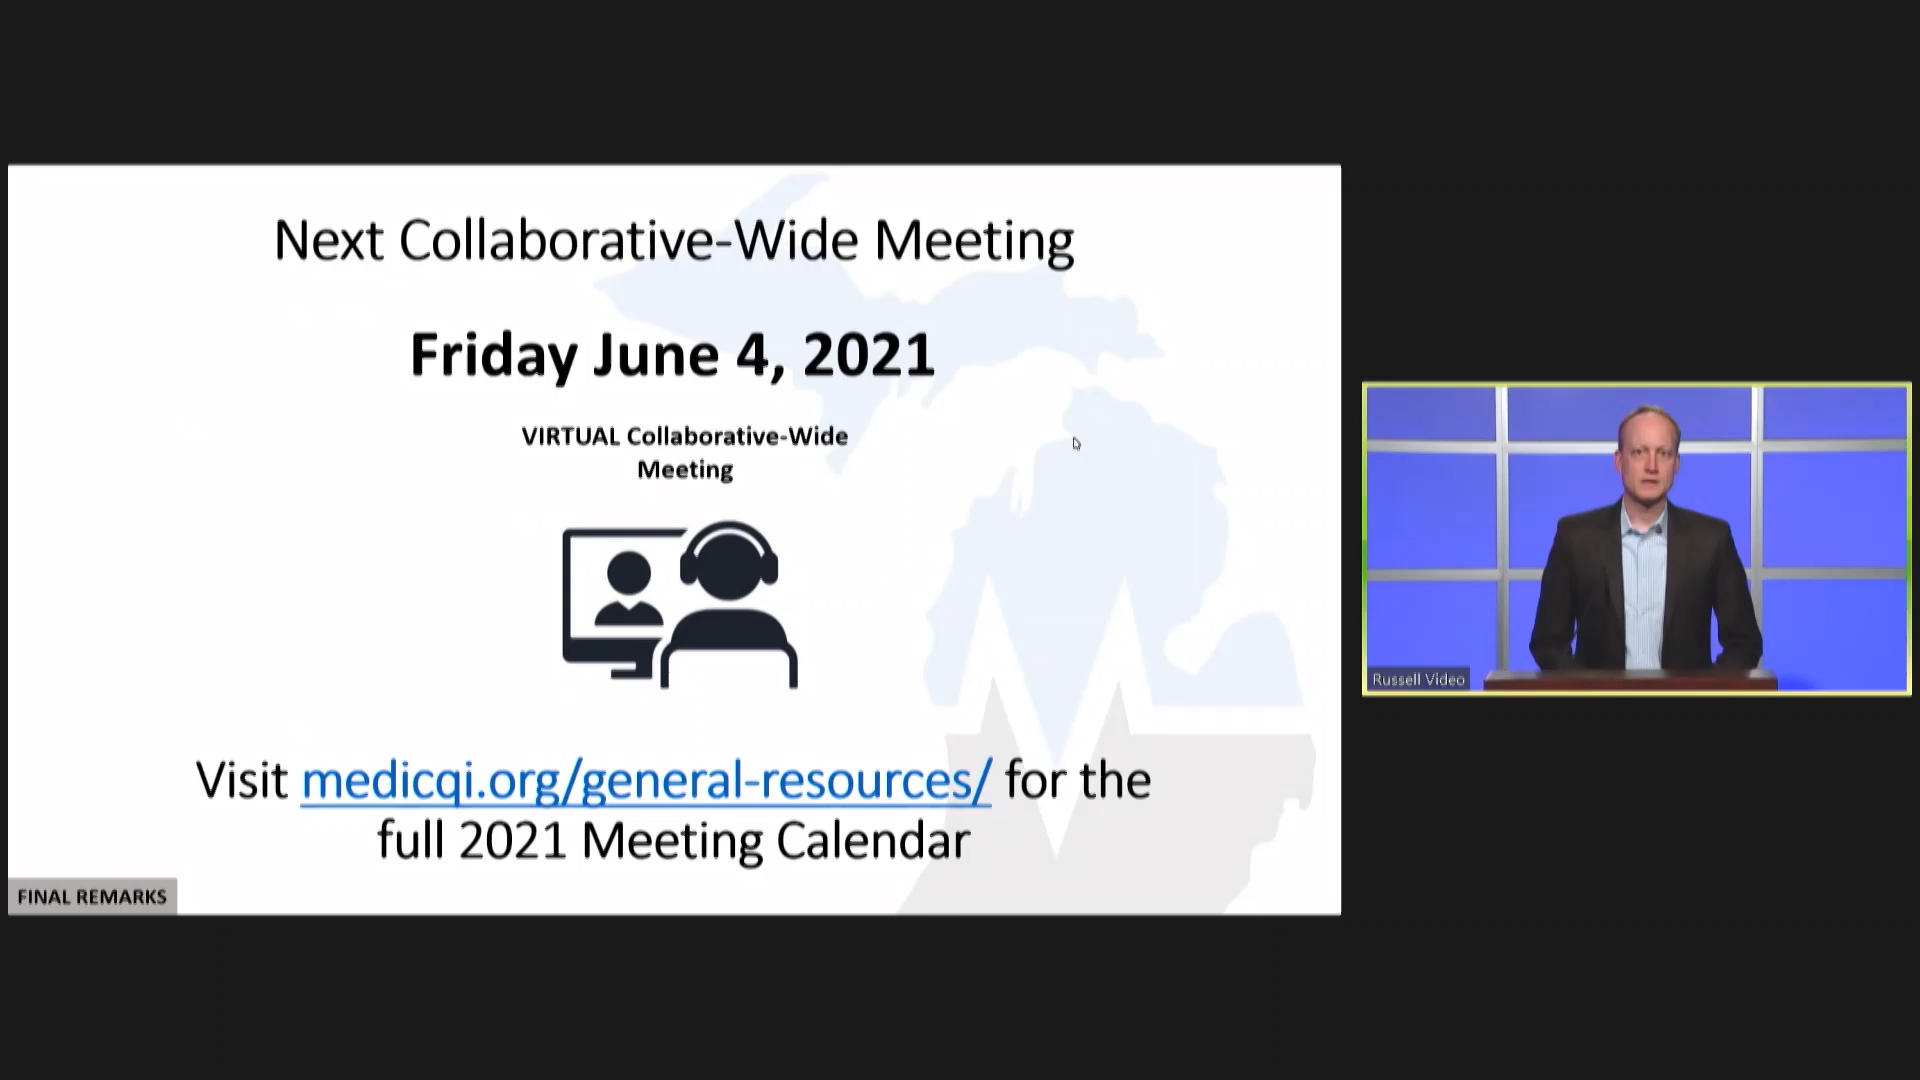 Next Collaborative-Wide Meeting
Friday June 4, 2021
VIRTUAL Collaborative-Wide
Meeting
Visit medicqi.org/general-resources/ for the
full 2021 Meeting Calendar
FINAL REMARKS
Russell Video